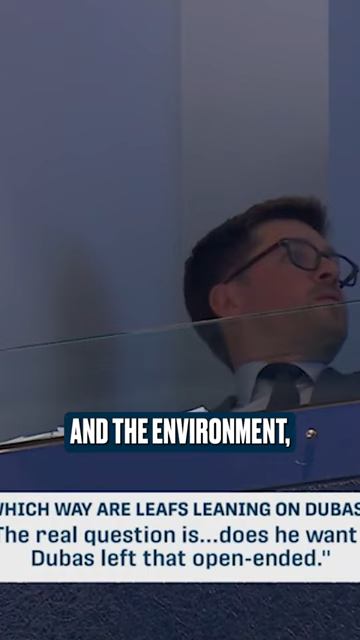 AND THE ENVIRONMENT,
WHICH WAY ARE LEAFS LEANING ON DUBAS
The real question is...does he want
Dubas left that open-ended."